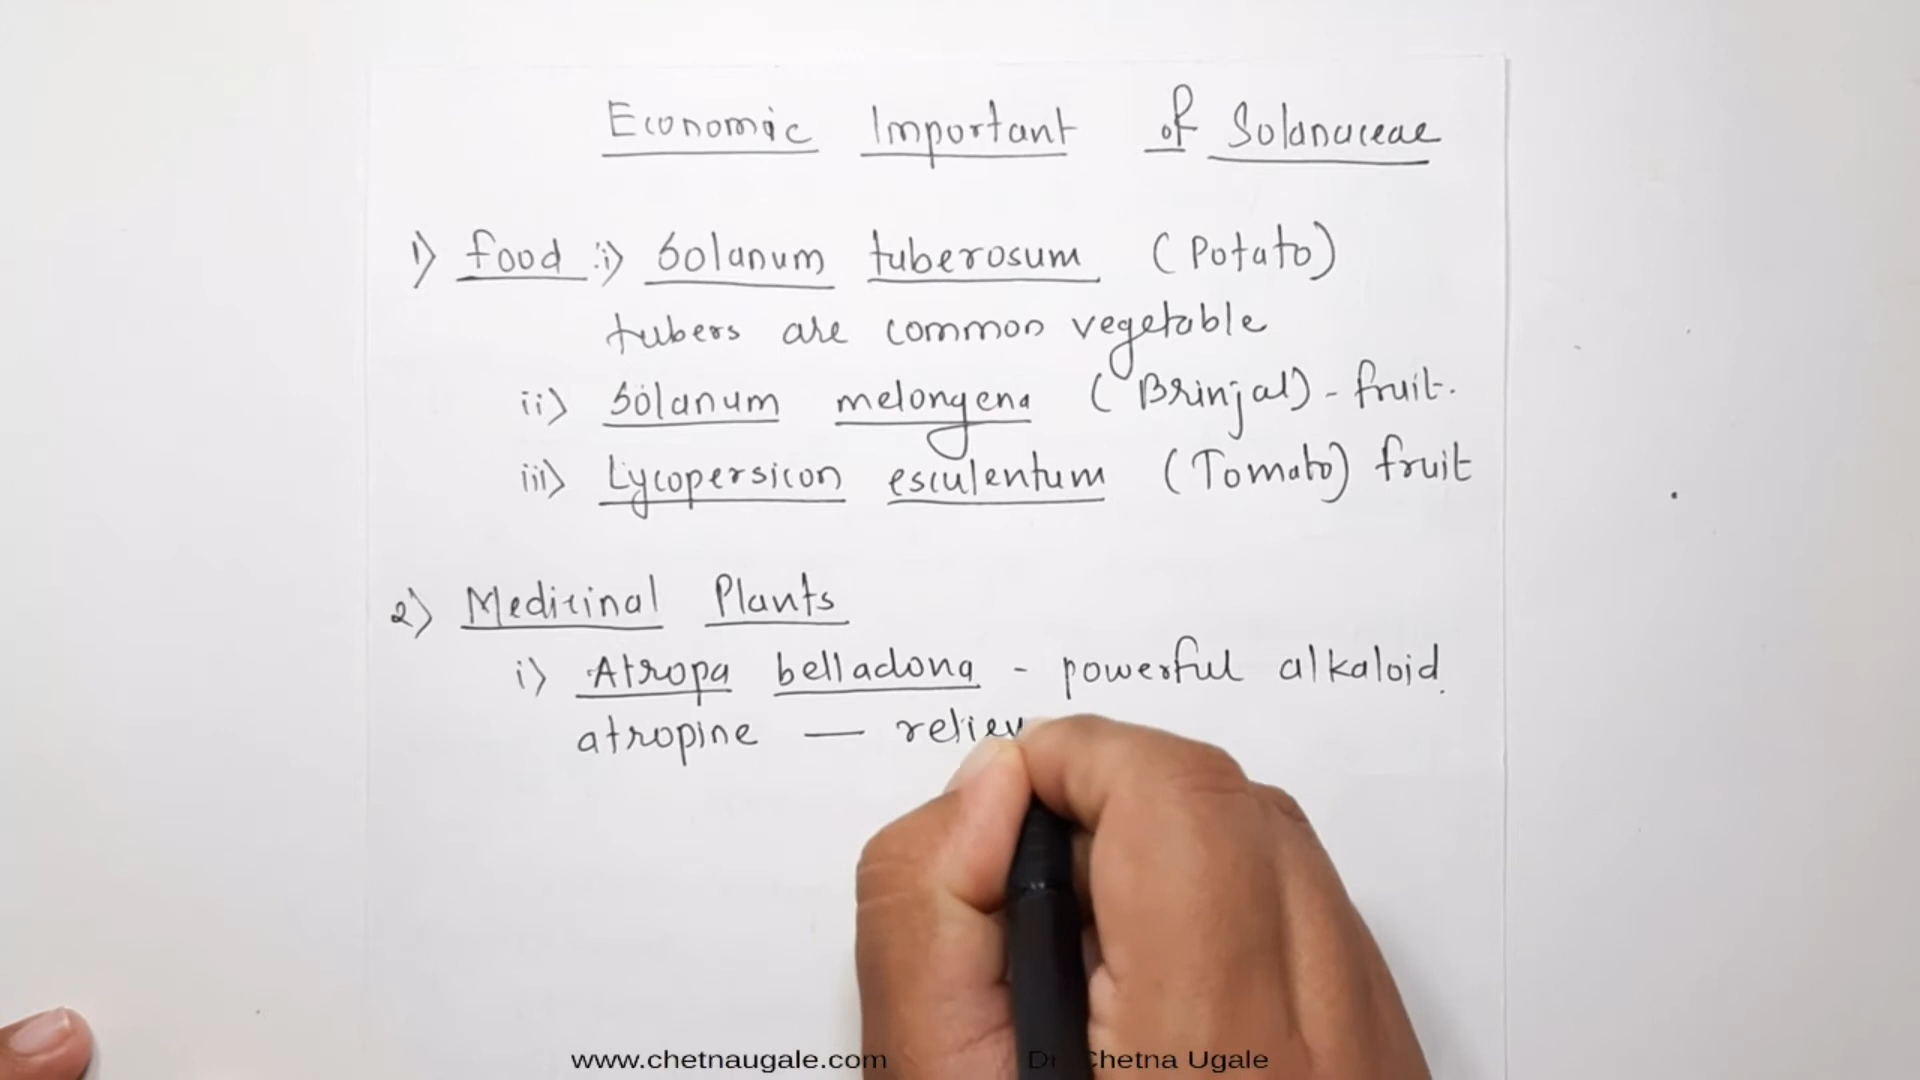 Economic Important of Solanaceae
1) food :i) Solanum tuberosum (Potato)
tubers are common vegetable
ii) Solanum melongena (Brinjal) - fruit.
iii) Lycopersicon esculentum (Tomato) fruit
2) Medicinal Plants
i) Atropa belladona - powerful alkaloid
atropine — reliev
www.chetnaugale.com Dr. Chetna Ugale